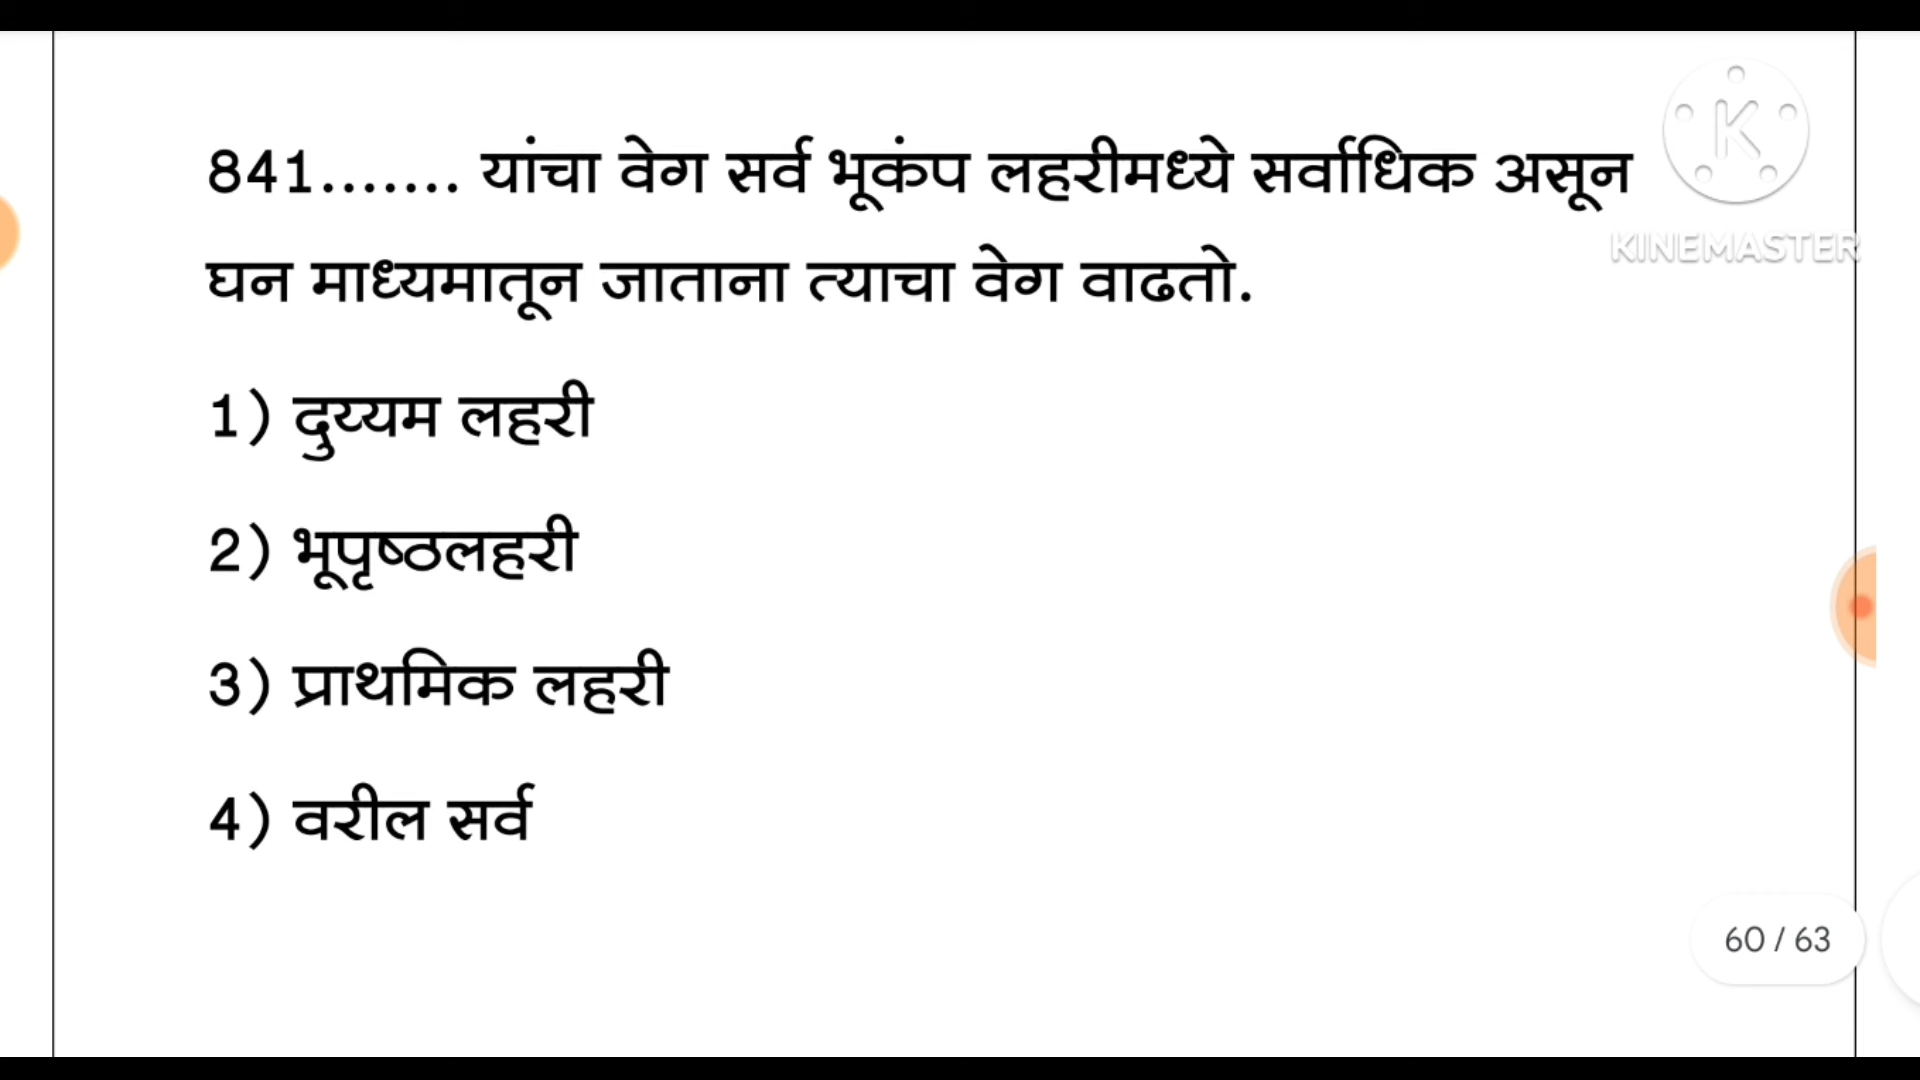 841....... यांचा वेग सर्व भूकंप लहरीमध्ये सर्वाधिक असून
घन माध्यमातून जाताना त्याचा वेग वाढतो.
1) दुय्यम लहरी
2) भूपृष्ठलहरी
3) प्राथमिक लहरी
4) वरील सर्व
K
KINEMASTER
60 / 63